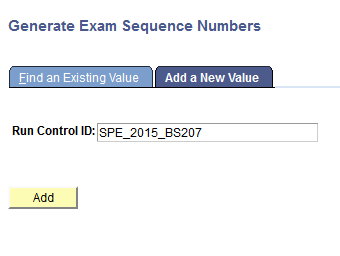 Generate Exam Sequence Numbers
Find an Existing Value Add a New Value
Run Control ID: SPE_2015_BS207
Add